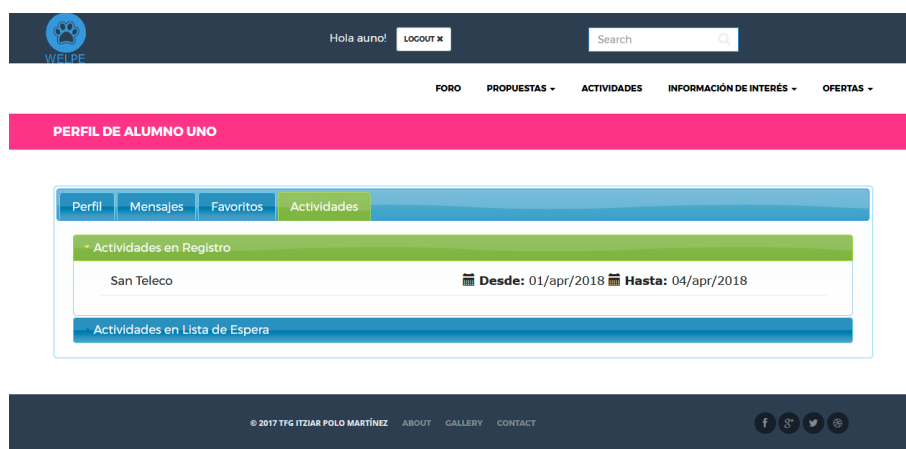 WELPE
Hola auno! LOGOUT ✖ Search
FORO PROPUESTAS ACTIVIDADES INFORMACIÓN DE INTERÉS OFERTAS
PERFIL DE ALUMNO UNO
Perfil Mensajes Favoritos Actividades
Actividades en Registro
San Teleco Desde: 01/apr/2018 Hasta: 04/apr/2018
Actividades en Lista de Espera
© 2017 TFG ITZIAR POLO MARTÍNEZ ABOUT GALLERY CONTACT